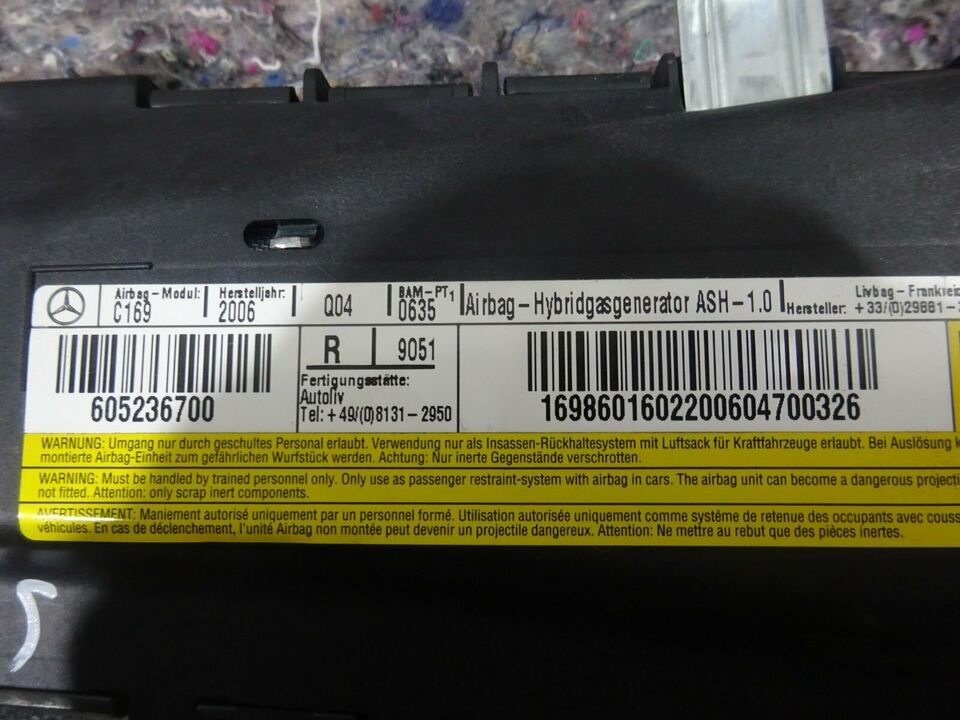 Airbag-Modul: Herstelljahr: BAM-PT1 Livbag-Frankreic
C169 2006 Q04 0635 Airbag-Hybridgasgenerator ASH-1.0 Hersteller: +33/(0)29881-
R 9051
605236700 Fertigungsstätte: 1698601602200604700326
Autoliv
Tel: +49/(0)8131-2950
WARNUNG: Umgang nur durch geschultes Personal erlaubt. Verwendung nur als Insassen-Rückhaltesystem mit Luftsack für Kraftfahrzeuge erlaubt. Bei Auslösung k
montierte Airbag-Einheit zum gefährlichen Wurfstück werden. Achtung: Nur inerte Gegenstände verschrotten.
WARNING: Must be handled by trained personnel only. Only use as passenger restraint-system with airbag in cars. The airbag unit can become a dangerous projecti
not fitted. Attention: only scrap inert components.
AVERTISSEMENT: Maniement autorisé uniquement par un personnel formé. Utilisation autorisée uniquement comme système de retenue des occupants avec couss
véhicules. En cas de déclenchement, l'unité Airbag non montée peut devenir un projectile dangereux. Attention: Ne mettre au rebut que des pièces inertes.